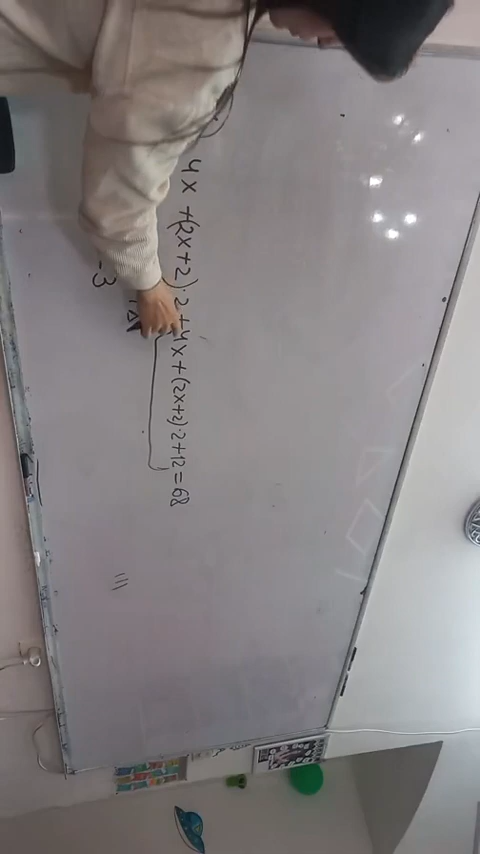 4x + (2x+2)·2 + 4x + (2x+2)·2+12 = 68
-3